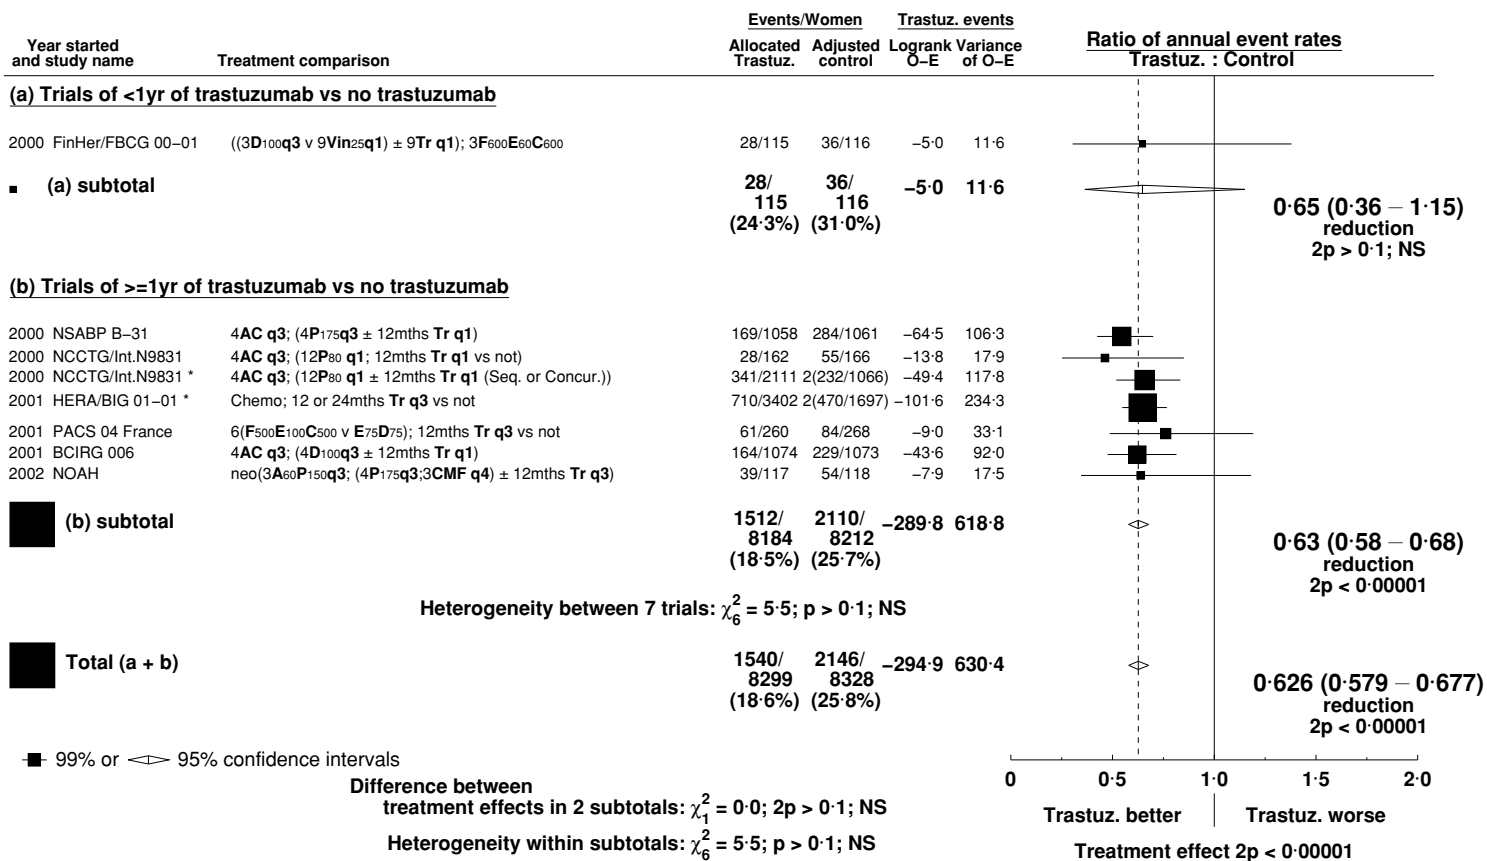 Events/Women Trastuz. events
Year started and study name Treatment comparison Allocated Trastuz. Adjusted control Logrank O−E Variance of O−E Ratio of annual event rates Trastuz. : Control
(a) Trials of <1yr of trastuzumab vs no trastuzumab
2000 FinHer/FBCG 00−01 ((3D100q3 v 9Vin25q1) ± 9Tr q1); 3F600E60C600 28/115 36/116 −5·0 11·6
(a) subtotal 28/ 36/ −5·0 11·6
115 116
(24·3%) (31·0%)
0·65 (0·36 − 1·15)
reduction
2p > 0·1; NS
(b) Trials of >=1yr of trastuzumab vs no trastuzumab
2000 NSABP B−31 4AC q3; (4P175q3 ± 12mths Tr q1) 169/1058 284/1061 −64·5 106·3
2000 NCCTG/Int.N9831 4AC q3; (12P80 q1; 12mths Tr q1 vs not) 28/162 55/166 −13·8 17·9
2000 NCCTG/Int.N9831 * 4AC q3; (12P80 q1 ± 12mths Tr q1 (Seq. or Concur.)) 341/2111 2(232/1066) −49·4 117·8
2001 HERA/BIG 01−01 * Chemo; 12 or 24mths Tr q3 vs not 710/3402 2(470/1697) −101·6 234·3
2001 PACS 04 France 6(F500E100C500 v E75D75); 12mths Tr q3 vs not 61/260 84/268 −9·0 33·1
2001 BCIRG 006 4AC q3; (4D100q3 ± 12mths Tr q1) 164/1074 229/1073 −43·6 92·0
2002 NOAH neo(3A60P150q3; (4P175q3;3CMF q4) ± 12mths Tr q3) 39/117 54/118 −7·9 17·5
(b) subtotal 1512/ 2110/ −289·8 618·8
8184 8212
(18·5%) (25·7%)
0·63 (0·58 − 0·68)
reduction
2p < 0·00001
Heterogeneity between 7 trials: χ²₆ = 5·5; p > 0·1; NS
Total (a + b) 1540/ 2146/ −294·9 630·4
8299 8328
(18·6%) (25·8%)
0·626 (0·579 − 0·677)
reduction
2p < 0·00001
99% or 95% confidence intervals
0 0·5 1·0 1·5 2·0
Trastuz. better Trastuz. worse
Treatment effect 2p < 0·00001
Difference between
treatment effects in 2 subtotals: χ²₁ = 0·0; 2p > 0·1; NS
Heterogeneity within subtotals: χ²₆ = 5·5; p > 0·1; NS